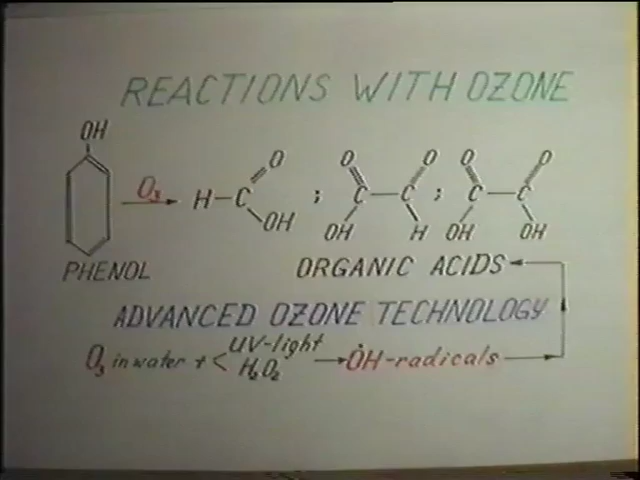 REACTIONS WITH OZONE
OH
O₃
H-C
O
OH
;
O
C-C
O
OH
H
;
O
C-C
O
OH
OH
PHENOL
ORGANIC ACIDS
ADVANCED OZONE TECHNOLOGY
O₃ in water + < UV-light
H₂O₂
→ ȮH-radicals